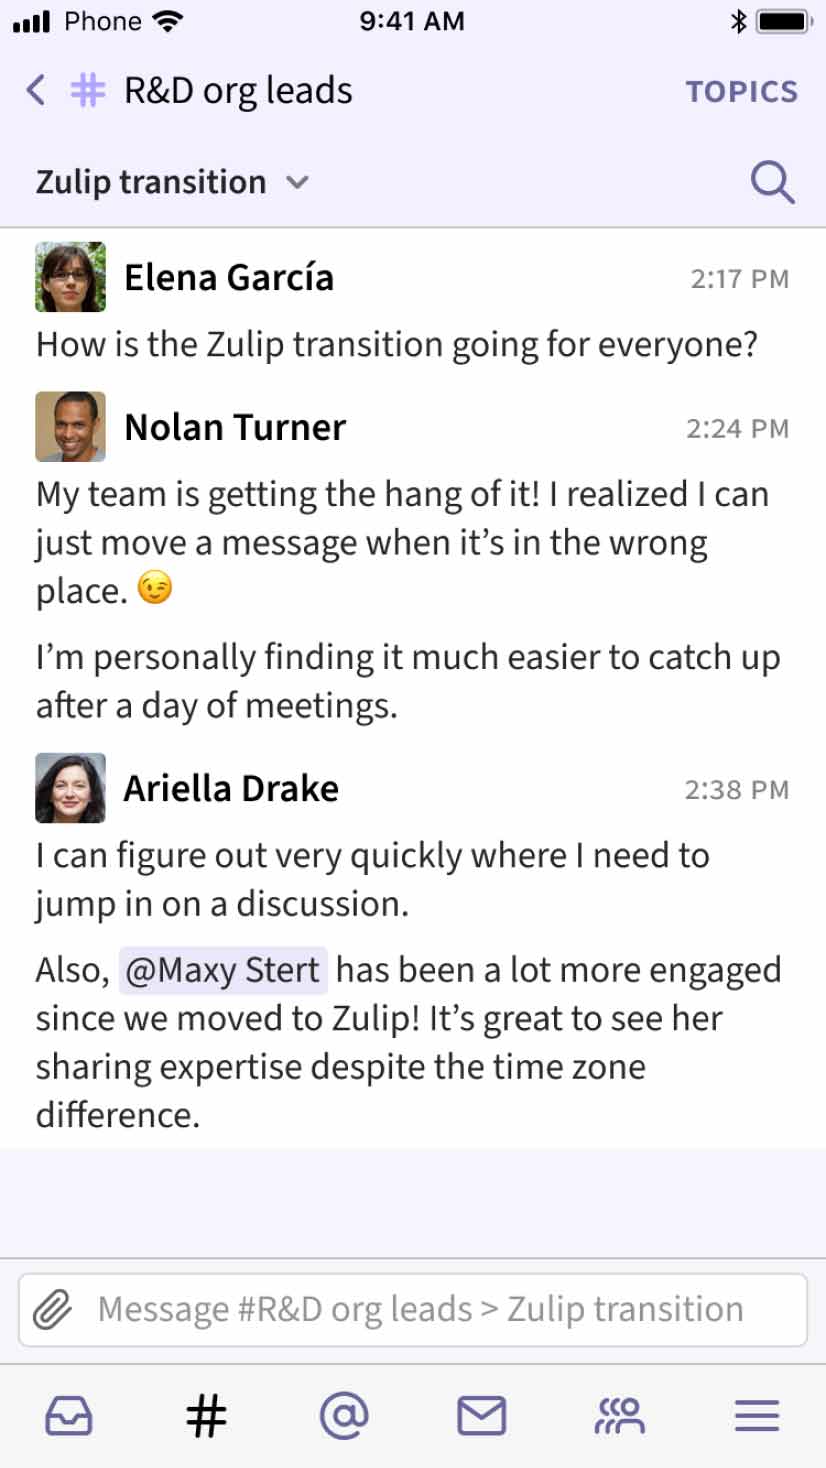 Phone 9:41 AM
# R&D org leads TOPICS
Zulip transition
Elena García 2:17 PM
How is the Zulip transition going for everyone?
Nolan Turner 2:24 PM
My team is getting the hang of it! I realized I can
just move a message when it’s in the wrong
place. 😉
I’m personally finding it much easier to catch up
after a day of meetings.
Ariella Drake 2:38 PM
I can figure out very quickly where I need to
jump in on a discussion.
Also, @Maxy Stert has been a lot more engaged
since we moved to Zulip! It’s great to see her
sharing expertise despite the time zone
difference.
Message #R&D org leads > Zulip transition
# @